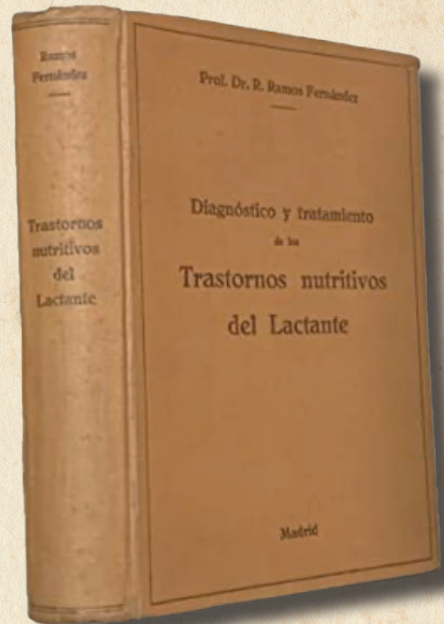 Ramos
Fernández
Trastornos
nutritivos
del
Lactante
Prof. Dr. R. Ramos Fernández
Diagnóstico y tratamiento
de los
Trastornos nutritivos
del Lactante
Madrid